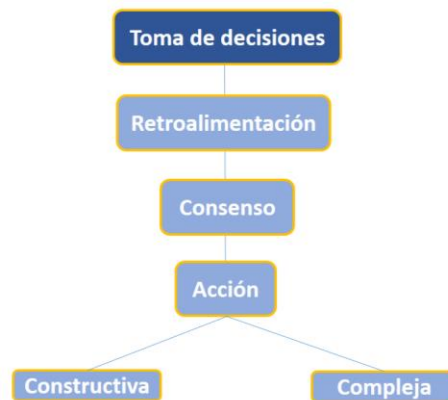 Toma de decisiones
Retroalimentación
Consenso
Acción
Constructiva
Compleja